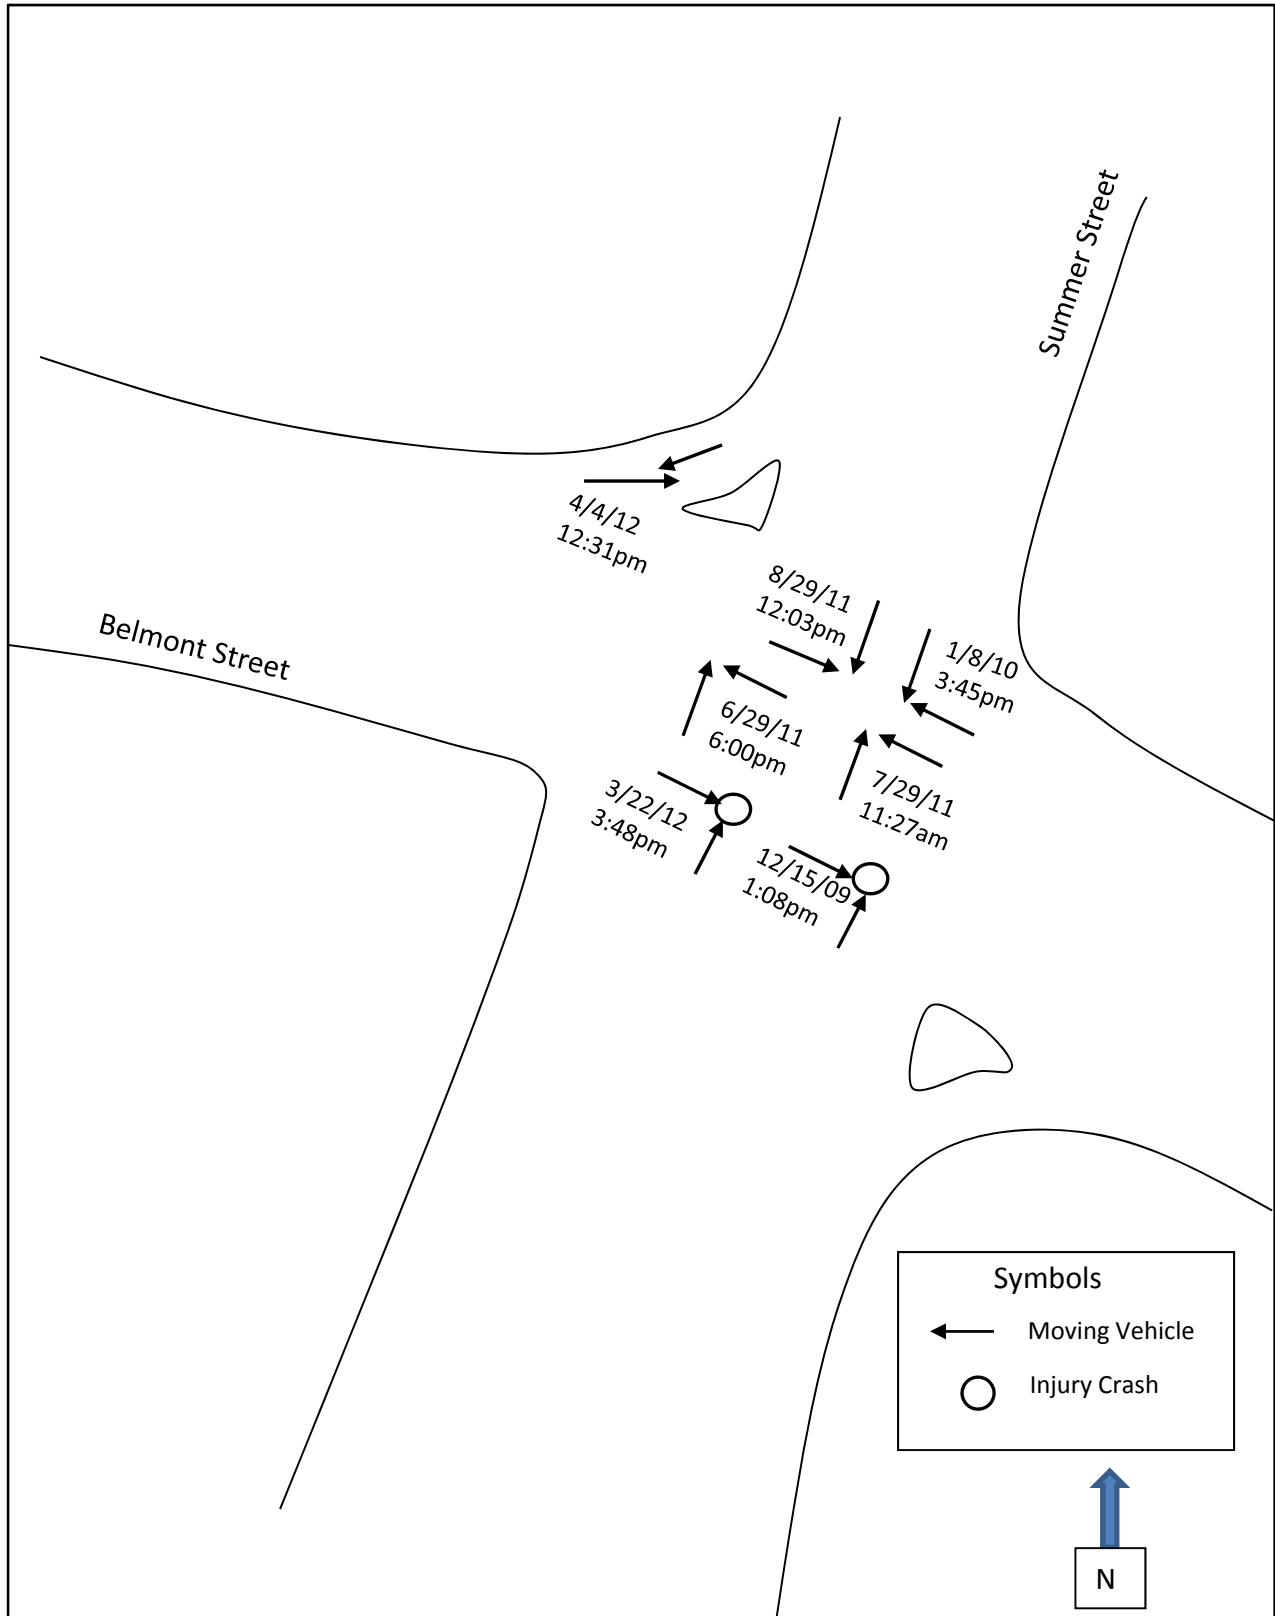 Summer Street
4/4/12
12:31pm
8/29/11
12:03pm
Belmont Street
1/8/10
3:45pm
6/29/11
6:00pm
7/29/11
11:27am
3/22/12
3:48pm
12/15/09
1:08pm
Symbols
Moving Vehicle
Injury Crash
N